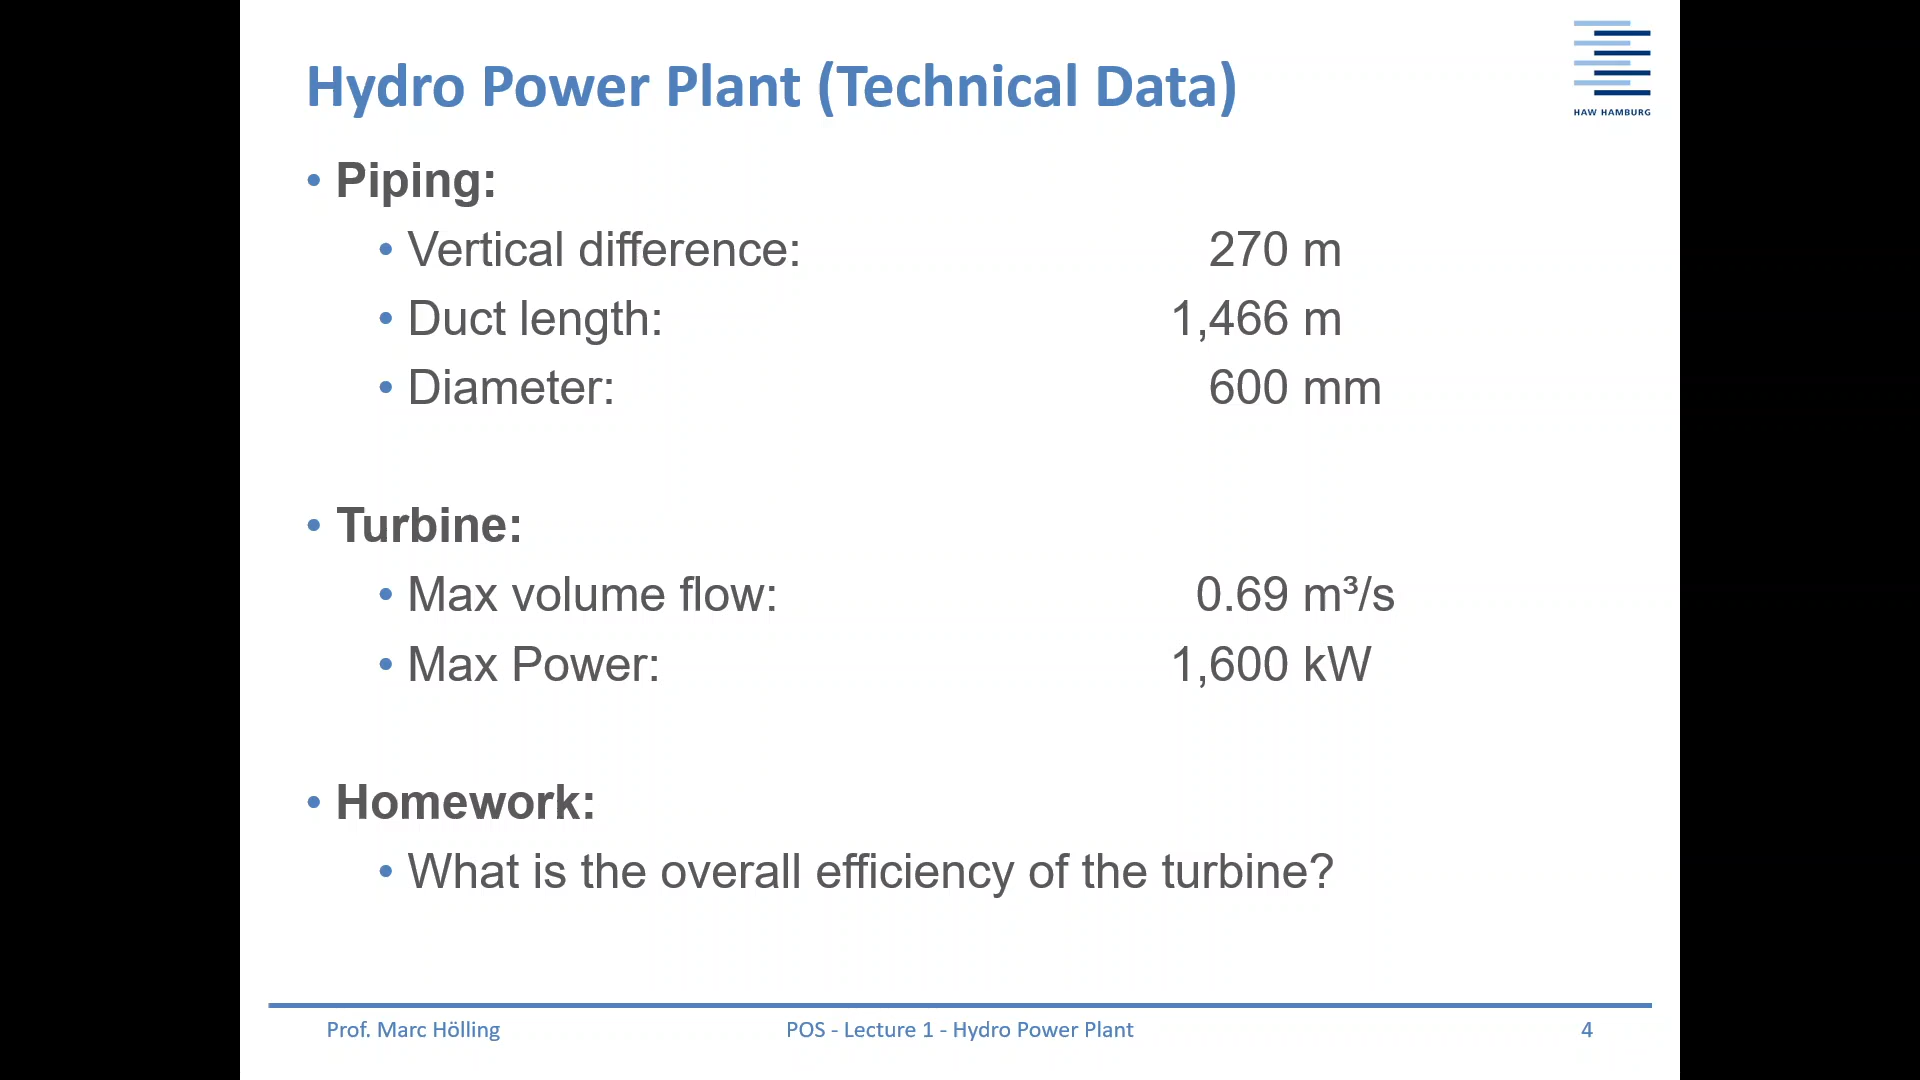 Hydro Power Plant (Technical Data)
HAW HAMBURG
• Piping:
• Vertical difference: 270 m
• Duct length: 1,466 m
• Diameter: 600 mm
• Turbine:
• Max volume flow: 0.69 m³/s
• Max Power: 1,600 kW
• Homework:
• What is the overall efficiency of the turbine?
Prof. Marc Hölling POS - Lecture 1 - Hydro Power Plant 4